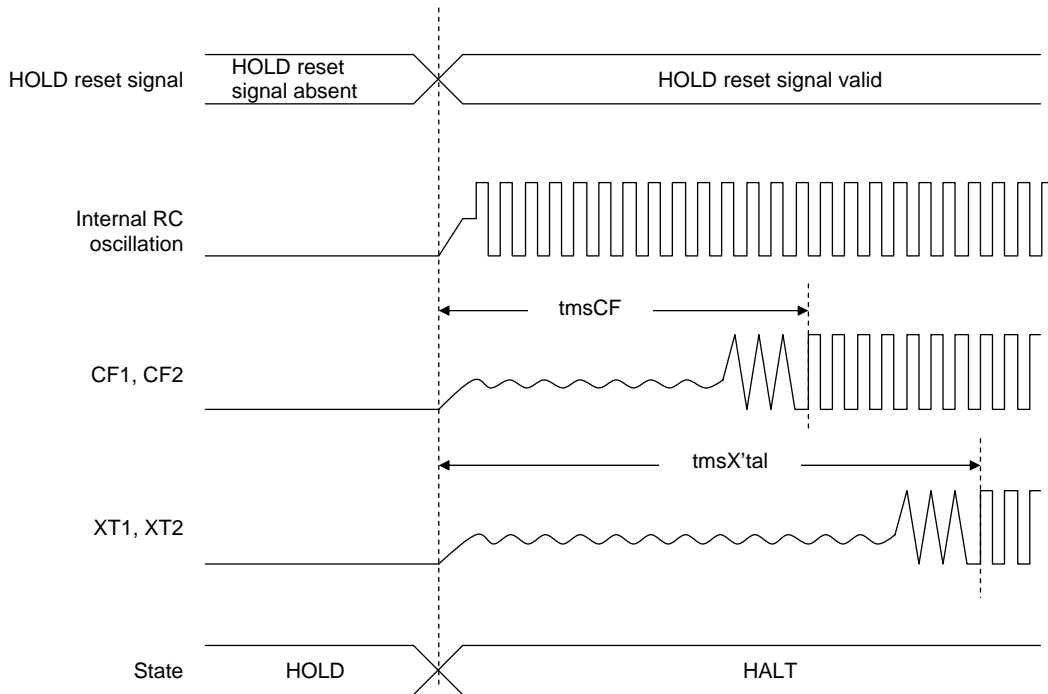 HOLD reset signal
HOLD reset
signal absent
HOLD reset signal valid
Internal RC
oscillation
tmsCF
CF1, CF2
tmsX'tal
XT1, XT2
State
HOLD
HALT